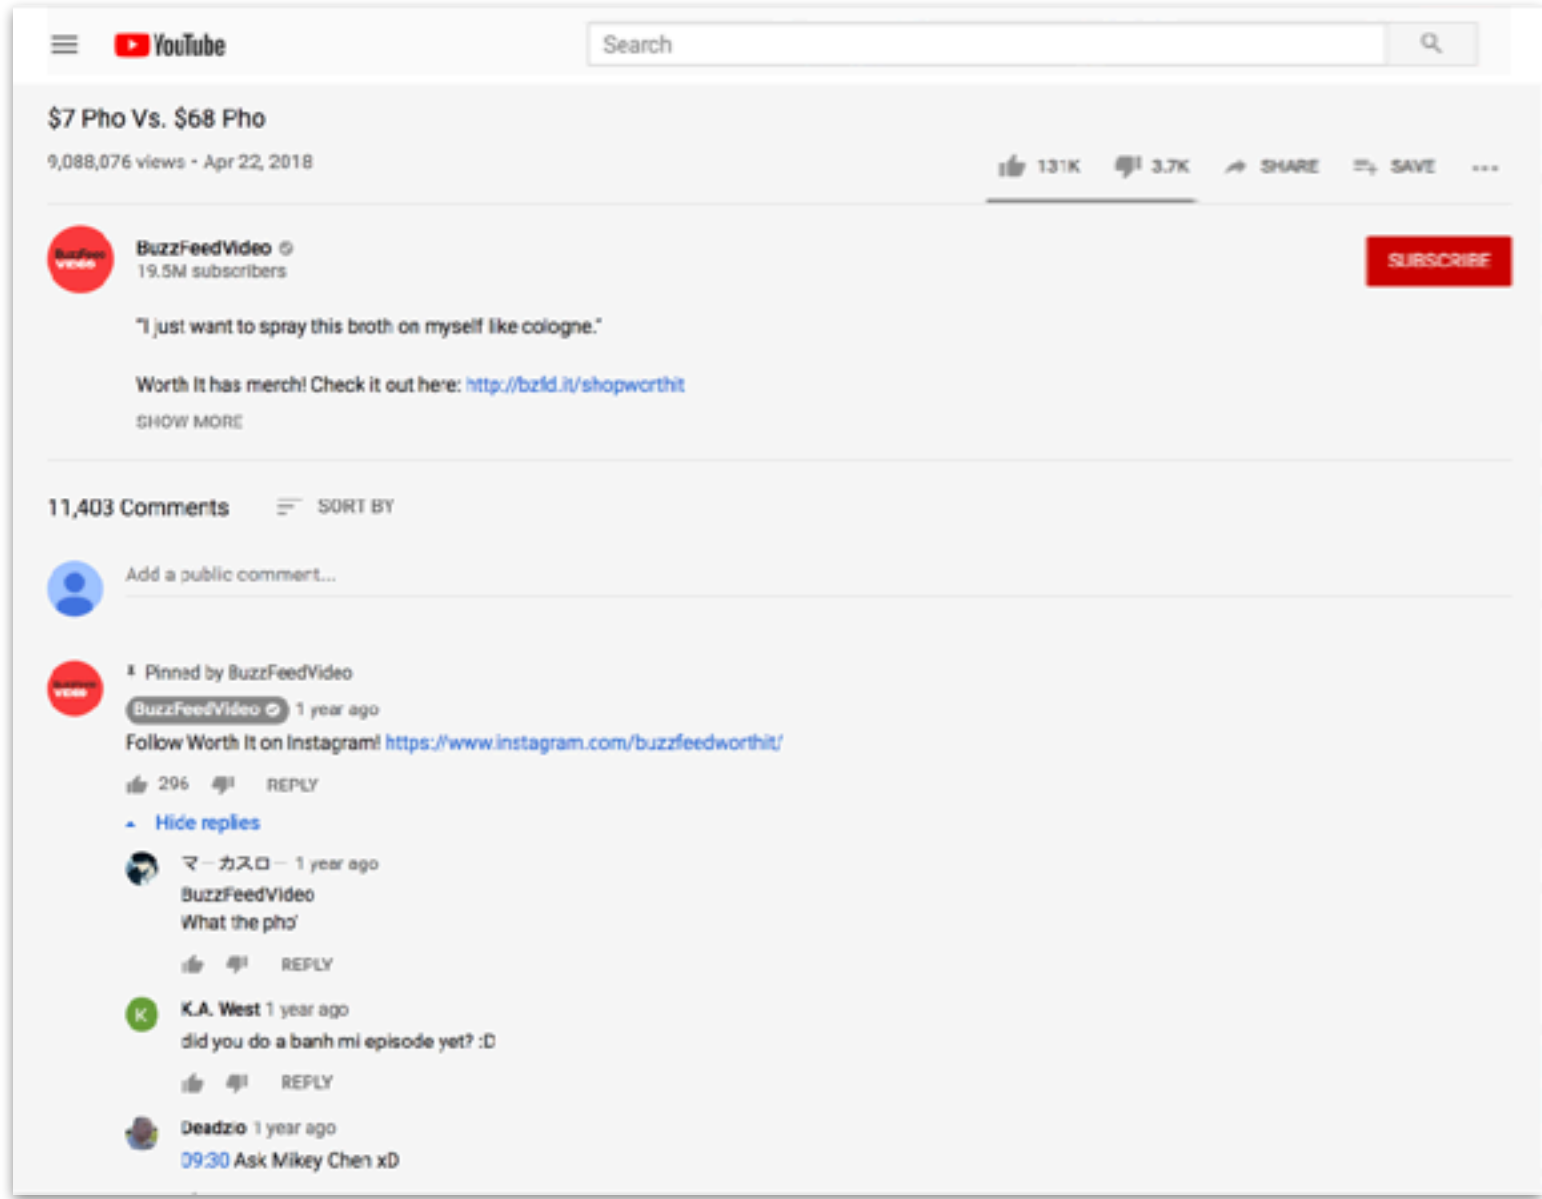 YouTube
Search
$7 Pho Vs. $68 Pho
9,088,076 views • Apr 22, 2018
131K 3.7K SHARE SAVE ...
BuzzFeed VIDEO
BuzzFeedVideo
19.5M subscribers
SUBSCRIBE
"I just want to spray this broth on myself like cologne."
Worth It has merch! Check it out here: http://bzfd.it/shopworthit
SHOW MORE
11,403 Comments SORT BY
Add a public comment...
Pinned by BuzzFeedVideo
BuzzFeed VIDEO
BuzzFeedVideo 1 year ago
Follow Worth It on Instagram! https://www.instagram.com/buzzfeedworthit/
296 REPLY
Hide replies
マーカスロー 1 year ago
BuzzFeedVideo
What the pho'
REPLY
K
K.A. West 1 year ago
did you do a banh mi episode yet? :D
REPLY
Deadzio 1 year ago
09:30 Ask Mikey Chen xD